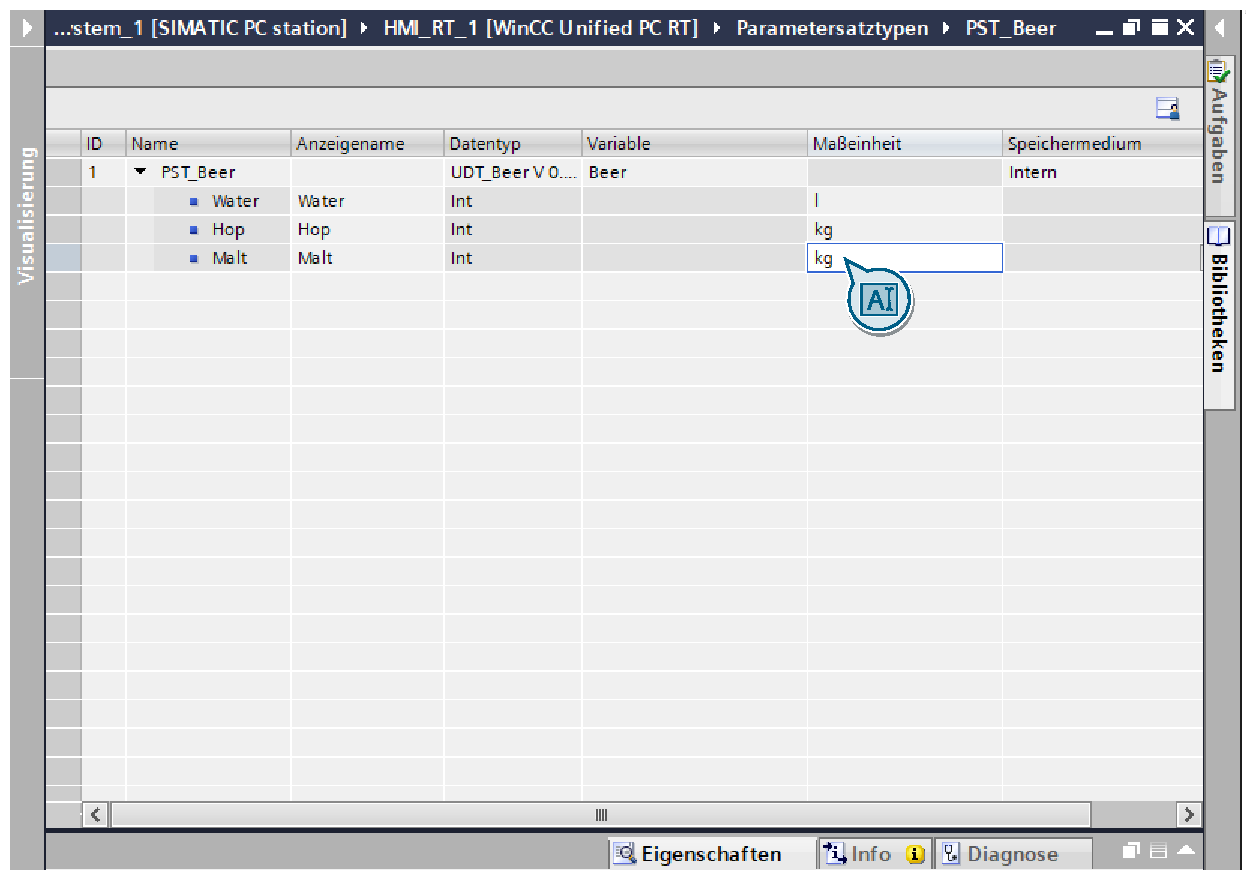 ...stem_1 [SIMATIC PC station] ▸ HMI_RT_1 [WinCC Unified PC RT] ▸ Parametersatztypen ▸ PST_Beer
ID Name Anzeigename Datentyp Variable Maßeinheit Speichermedium
1 PST_Beer UDT_Beer V 0.... Beer Intern
Water Water Int l
Hop Hop Int kg
Malt Malt Int kg
AI
Visualisierung
Aufgaben
Bibliotheken
Eigenschaften Info Diagnose